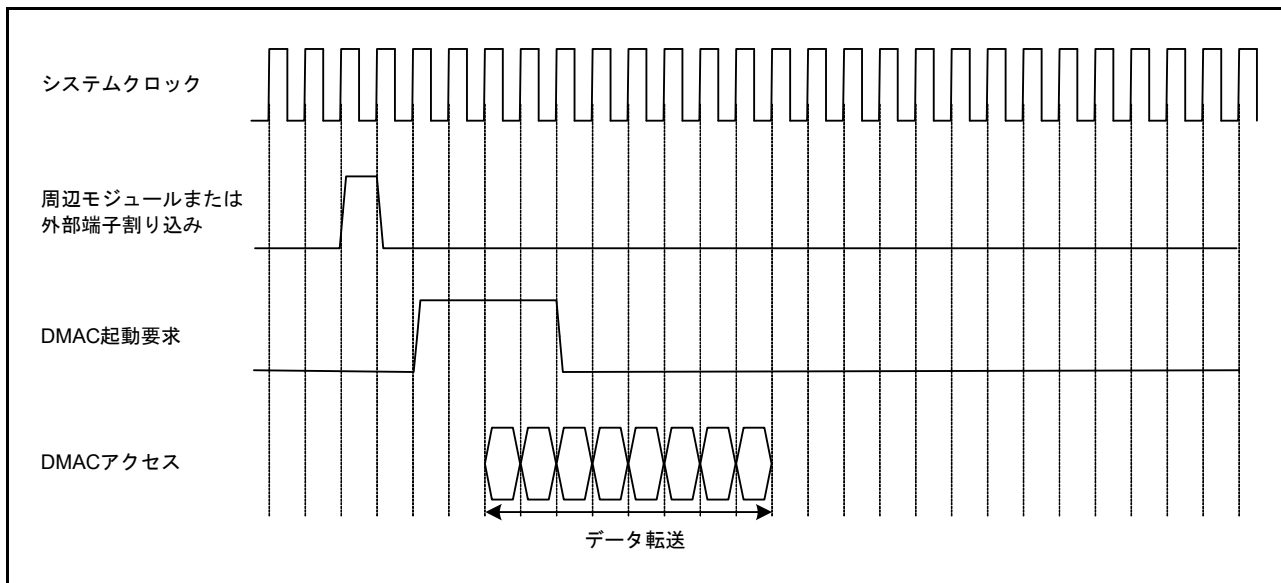 システムクロック
周辺モジュールまたは
外部端子割り込み
DMAC起動要求
DMACアクセス
データ転送